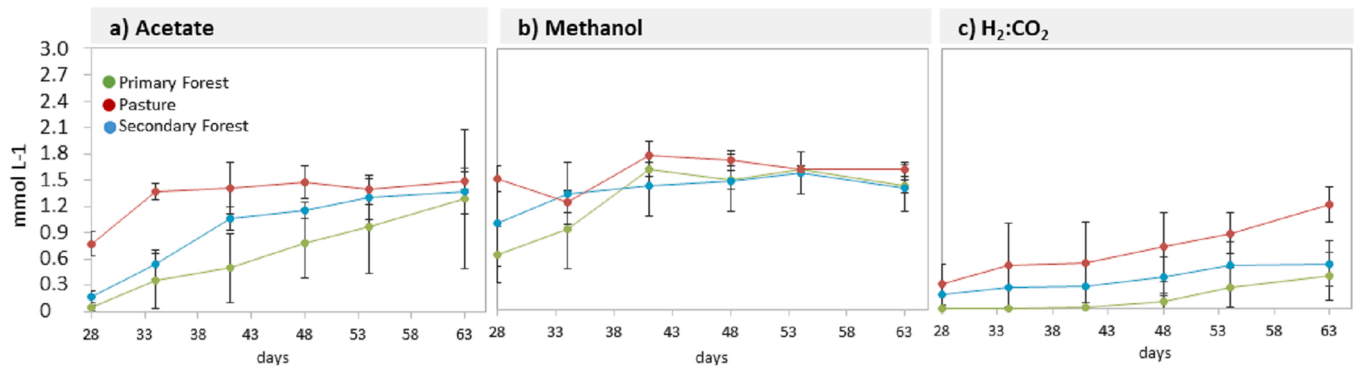 a) Acetate
b) Methanol
c) H₂:CO₂
mmol L-1
3.0
2.7
2.4
2.1
1.8
1.5
1.2
0.9
0.6
0.3
0
Primary Forest
Pasture
Secondary Forest
28 33 38 43 48 53 58 63
28 33 38 43 48 53 58 63
28 33 38 43 48 53 58 63
days
days
days